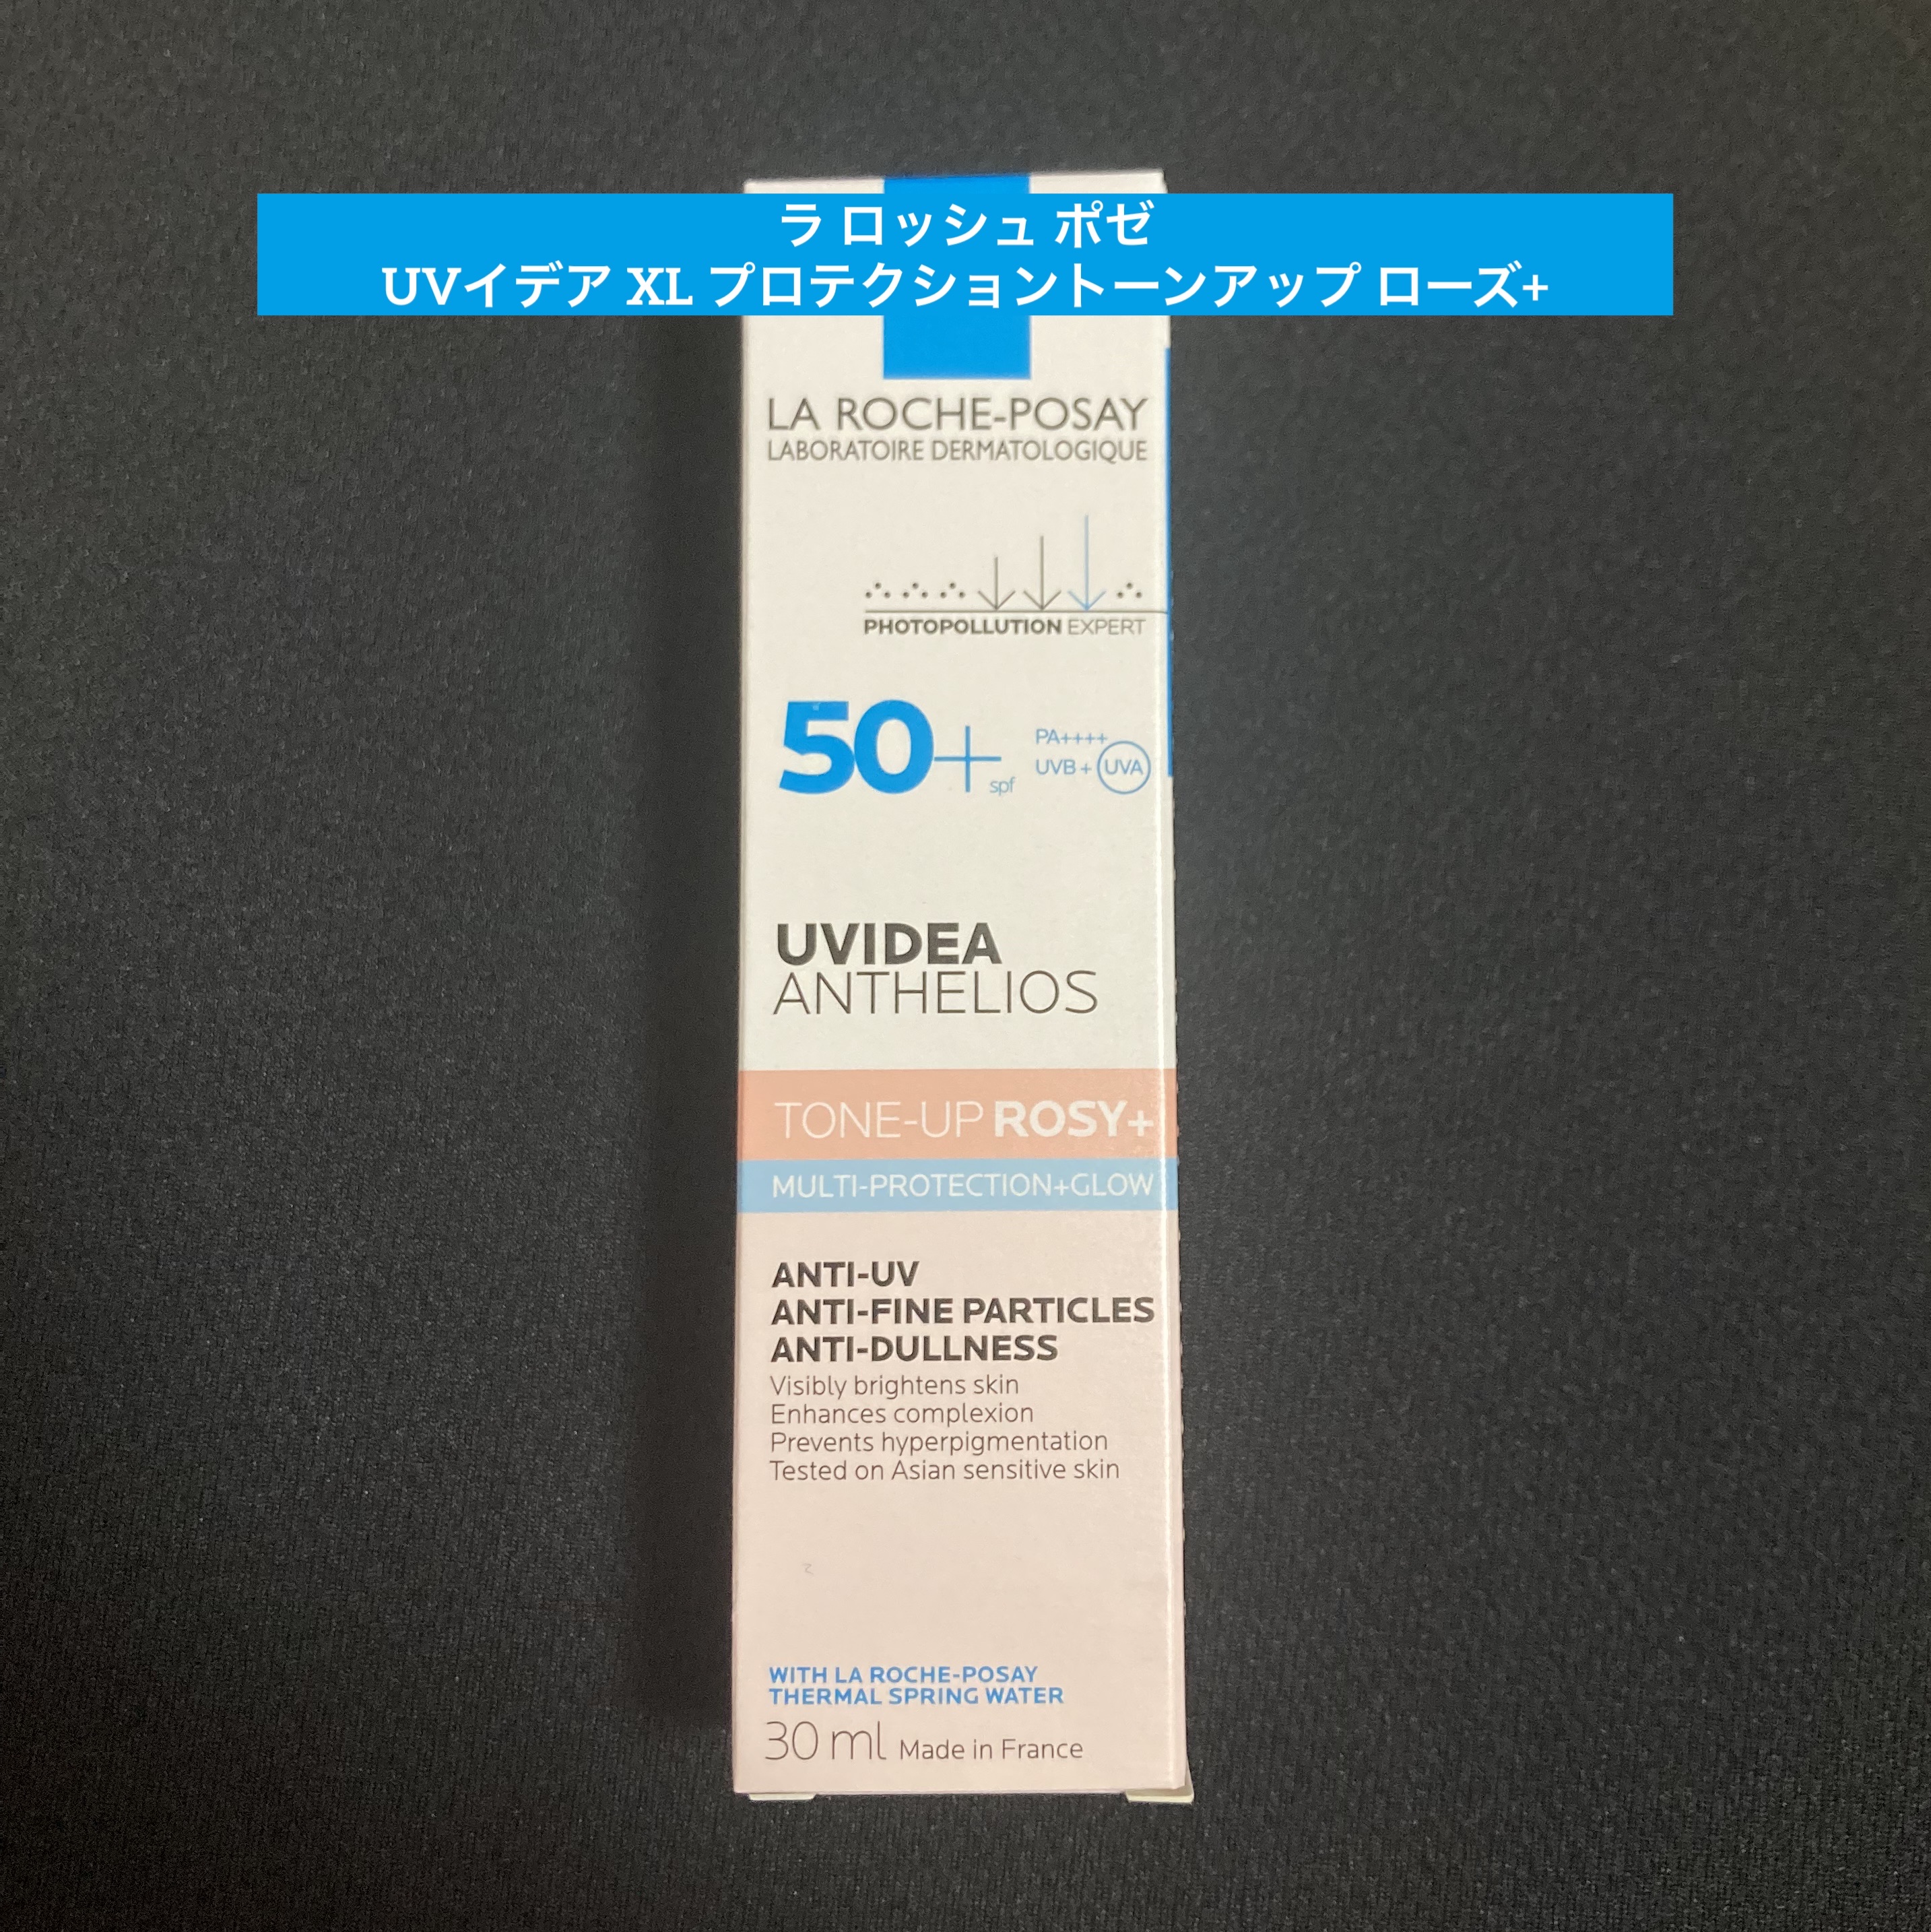 ラ ロッシュ ポゼ
UVイデア XL プロテクショントーンアップ ローズ+
LA ROCHE-POSAY
LABORATOIRE DERMATOLOGIQUE
PHOTOPOLLUTION EXPERT
50+ spf
PA++++
UVB + UVA
UVIDEA
ANTHELIOS
TONE-UP ROSY+
MULTI-PROTECTION+GLOW
ANTI-UV
ANTI-FINE PARTICLES
ANTI-DULLNESS
Visibly brightens skin
Enhances complexion
Prevents hyperpigmentation
Tested on Asian sensitive skin
WITH LA ROCHE-POSAY
THERMAL SPRING WATER
30 ml Made in France